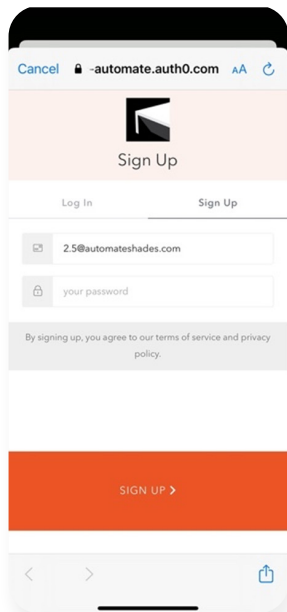 Cancel -automate.auth0.com AA
Sign Up
Log In Sign Up
2.5@automateshades.com
your password
By signing up, you agree to our terms of service and privacy
policy.
SIGN UP >